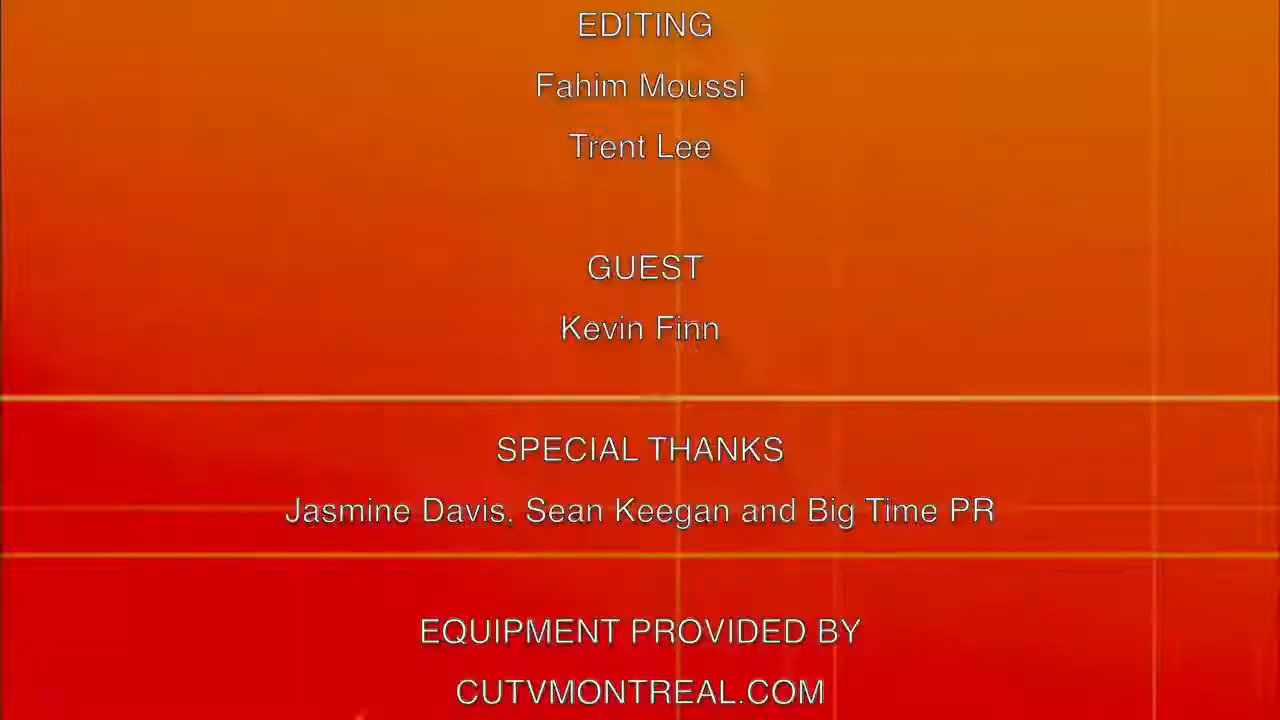 EDITING
Fahim Moussi
Trent Lee
GUEST
Kevin Finn
SPECIAL THANKS
Jasmine Davis, Sean Keegan and Big Time PR
EQUIPMENT PROVIDED BY
CUTVMONTREAL.COM